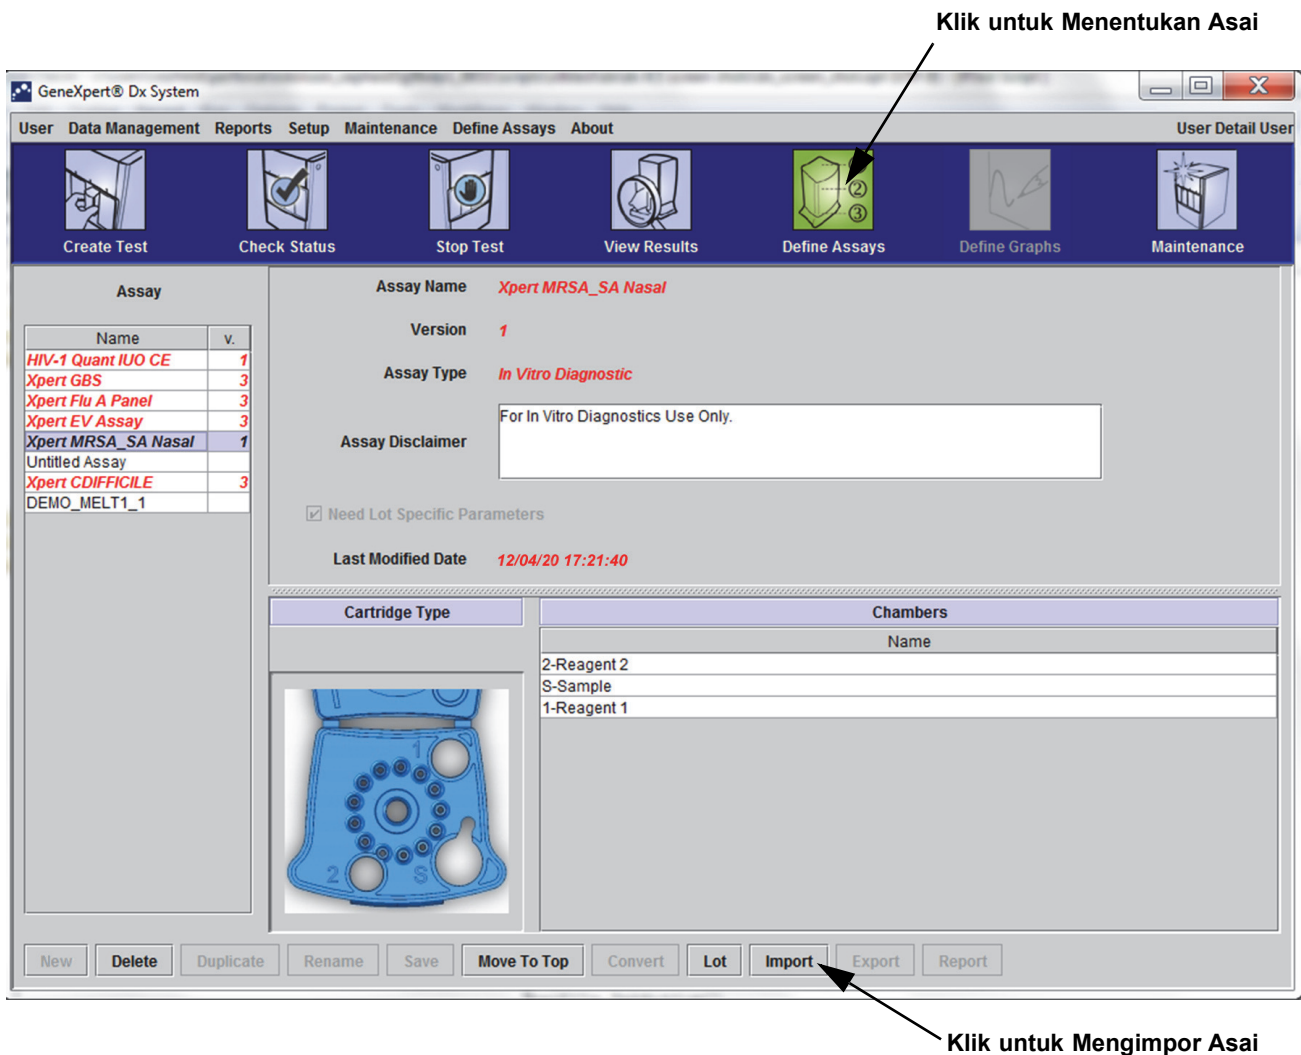 Klik untuk Menentukan Asai
GeneXpert® Dx System
User Data Management Reports Setup Maintenance Define Assays About User Detail User
Create Test Check Status Stop Test View Results Define Assays Define Graphs Maintenance
Assay
Name v.
HIV-1 Quant IUO CE 1
Xpert GBS 3
Xpert Flu A Panel 3
Xpert EV Assay 3
Xpert MRSA_SA Nasal 1
Untitled Assay
Xpert CDIFFICILE 3
DEMO_MELT1_1
Assay Name Xpert MRSA_SA Nasal
Version 1
Assay Type In Vitro Diagnostic
Assay Disclaimer For In Vitro Diagnostics Use Only.
Need Lot Specific Parameters
Last Modified Date 12/04/20 17:21:40
Cartridge Type
1
2 S
Chambers
Name
2-Reagent 2
S-Sample
1-Reagent 1
New Delete Duplicate Rename Save Move To Top Convert Lot Import Export Report
Klik untuk Mengimpor Asai